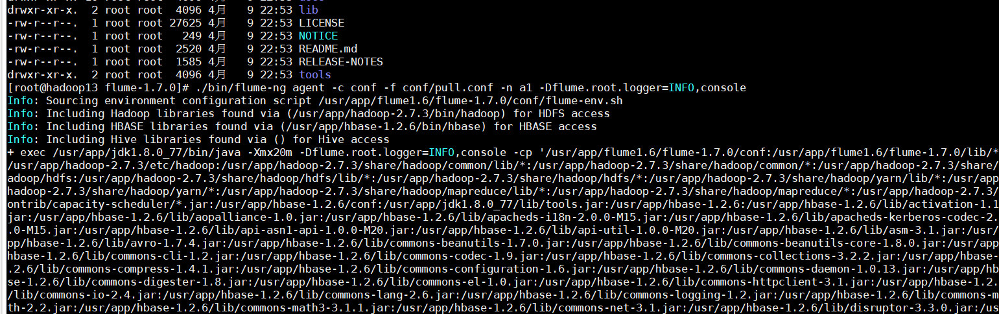 drwxr-xr-x.  2 root root  4096 4月   9 22:53 lib
-rw-r--r--.  1 root root 27625 4月   9 22:53 LICENSE
-rw-r--r--.  1 root root   249 4月   9 22:53 NOTICE
-rw-r--r--.  1 root root  2520 4月   9 22:53 README.md
-rw-r--r--.  1 root root  1585 4月   9 22:53 RELEASE-NOTES
drwxr-xr-x.  2 root root  4096 4月   9 22:53 tools
[root@hadoop13 flume-1.7.0]# ./bin/flume-ng agent -c conf -f conf/pull.conf -n a1 -Dflume.root.logger=INFO,console
Info: Sourcing environment configuration script /usr/app/flume1.6/flume-1.7.0/conf/flume-env.sh
Info: Including Hadoop libraries found via (/usr/app/hadoop-2.7.3/bin/hadoop) for HDFS access
Info: Including HBASE libraries found via (/usr/app/hbase-1.2.6/bin/hbase) for HBASE access
Info: Including Hive libraries found via () for Hive access
+ exec /usr/app/jdk1.8.0_77/bin/java -Xmx20m -Dflume.root.logger=INFO,console -cp '/usr/app/flume1.6/flume-1.7.0/conf:/usr/app/flume1.6/flume-1.7.0/lib/*
/usr/app/hadoop-2.7.3/etc/hadoop:/usr/app/hadoop-2.7.3/share/hadoop/common/lib/*:/usr/app/hadoop-2.7.3/share/hadoop/common/*:/usr/app/hadoop-2.7.3/share/
adoop/hdfs:/usr/app/hadoop-2.7.3/share/hadoop/hdfs/lib/*:/usr/app/hadoop-2.7.3/share/hadoop/hdfs/*:/usr/app/hadoop-2.7.3/share/hadoop/yarn/lib/*:/usr/app
hadoop-2.7.3/share/hadoop/yarn/*:/usr/app/hadoop-2.7.3/share/hadoop/mapreduce/lib/*:/usr/app/hadoop-2.7.3/share/hadoop/mapreduce/*:/usr/app/hadoop-2.7.3/
ontrib/capacity-scheduler/*.jar:/usr/app/hbase-1.2.6/conf:/usr/app/jdk1.8.0_77/lib/tools.jar:/usr/app/hbase-1.2.6:/usr/app/hbase-1.2.6/lib/activation-1.1
jar:/usr/app/hbase-1.2.6/lib/aopalliance-1.0.jar:/usr/app/hbase-1.2.6/lib/apacheds-i18n-2.0.0-M15.jar:/usr/app/hbase-1.2.6/lib/apacheds-kerberos-codec-2.
.0-M15.jar:/usr/app/hbase-1.2.6/lib/api-asn1-api-1.0.0-M20.jar:/usr/app/hbase-1.2.6/lib/api-util-1.0.0-M20.jar:/usr/app/hbase-1.2.6/lib/asm-3.1.jar:/usr/
pp/hbase-1.2.6/lib/avro-1.7.4.jar:/usr/app/hbase-1.2.6/lib/commons-beanutils-1.7.0.jar:/usr/app/hbase-1.2.6/lib/commons-beanutils-core-1.8.0.jar:/usr/app
hbase-1.2.6/lib/commons-cli-1.2.jar:/usr/app/hbase-1.2.6/lib/commons-codec-1.9.jar:/usr/app/hbase-1.2.6/lib/commons-collections-3.2.2.jar:/usr/app/hbase-
.2.6/lib/commons-compress-1.4.1.jar:/usr/app/hbase-1.2.6/lib/commons-configuration-1.6.jar:/usr/app/hbase-1.2.6/lib/commons-daemon-1.0.13.jar:/usr/app/hb
se-1.2.6/lib/commons-digester-1.8.jar:/usr/app/hbase-1.2.6/lib/commons-el-1.0.jar:/usr/app/hbase-1.2.6/lib/commons-httpclient-3.1.jar:/usr/app/hbase-1.2.
/lib/commons-io-2.4.jar:/usr/app/hbase-1.2.6/lib/commons-lang-2.6.jar:/usr/app/hbase-1.2.6/lib/commons-logging-1.2.jar:/usr/app/hbase-1.2.6/lib/commons-m
th-2.2.jar:/usr/app/hbase-1.2.6/lib/commons-math3-3.1.1.jar:/usr/app/hbase-1.2.6/lib/commons-net-3.1.jar:/usr/app/hbase-1.2.6/lib/disruptor-3.3.0.jar:/us